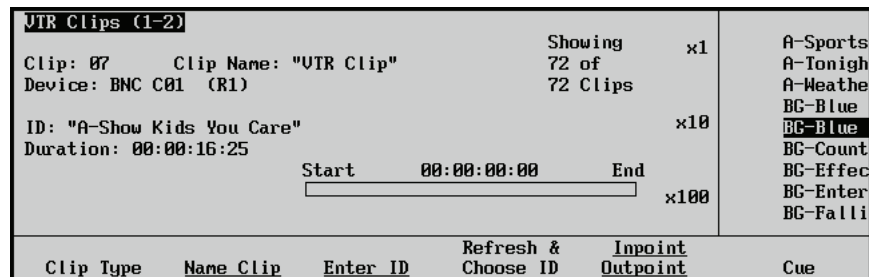 VTR Clips (1-2)
Showing x1
Clip: 07 Clip Name: "VTR Clip" 72 of
Device: BNC C01 (R1) 72 Clips
ID: "A-Show Kids You Care" x10
Duration: 00:00:16:25
Start 00:00:00:00 End
x100
A-Sports
A-Tonigh
A-Weathe
BG-Blue
BG-Blue
BG-Count
BG-Effec
BG-Enter
BG-Falli
Refresh & Inpoint
Clip Type Name Clip Enter ID Choose ID Outpoint Cue